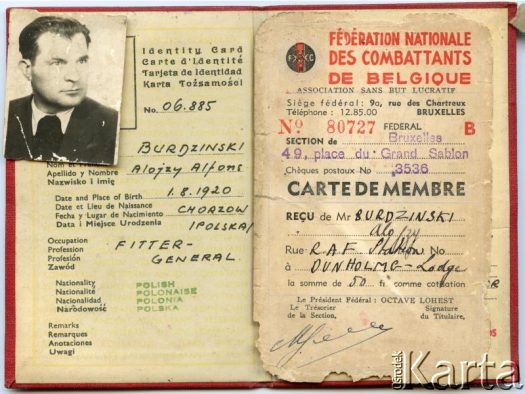 Identity Card
Carte d'Identité
Tarjeta de Identidad
Karta Tożsamości
No. 06.885
BURDZINSKI
Alojzy Alfons
Apellido y Nombre
Nazwisko i imię
Date and Place of Birth 1.8.1920
Date et Lieu de Naissance
Fecha y Lugar de Nacimiento CHORZOW
Data i Miejsce Urodzenia (POLSKA)
Occupation
Profession FITTER-
Profesión GENERAL
Zawód
Nationality POLISH
Nationalité POLONAISE
Nacionalidad POLONIA
Narodowość POLSKA
Remarks
Remarques
Anotaciones
Uwagi
FÉDÉRATION NATIONALE
DES COMBATTANTS
DE BELGIQUE
ASSOCIATION SANS BUT LUCRATIF
Siège fédéral: 9a, rue des Chartreux
Téléphone: 12.85.00 BRUXELLES
No 80727 FEDERAL B
SECTION de Bruxelles
49, place du Grand Sablon
Chèques postaux No 3536
CARTE DE MEMBRE
REÇU de Mr BURDZINSKI
Alojzy
Rue RAF Station No
à DUNHOLME-Lodge
la somme de 50 fr comme cotisation
Le Président Fédéral: OCTAVE LOHEST
Le Trésorier Signature
de la Section, du Titulaire,
Ośrodek Karta